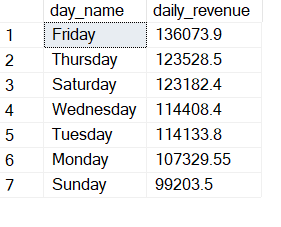 day_name daily_revenue
1 Friday 136073.9
2 Thursday 123528.5
3 Saturday 123182.4
4 Wednesday 114408.4
5 Tuesday 114133.8
6 Monday 107329.55
7 Sunday 99203.5